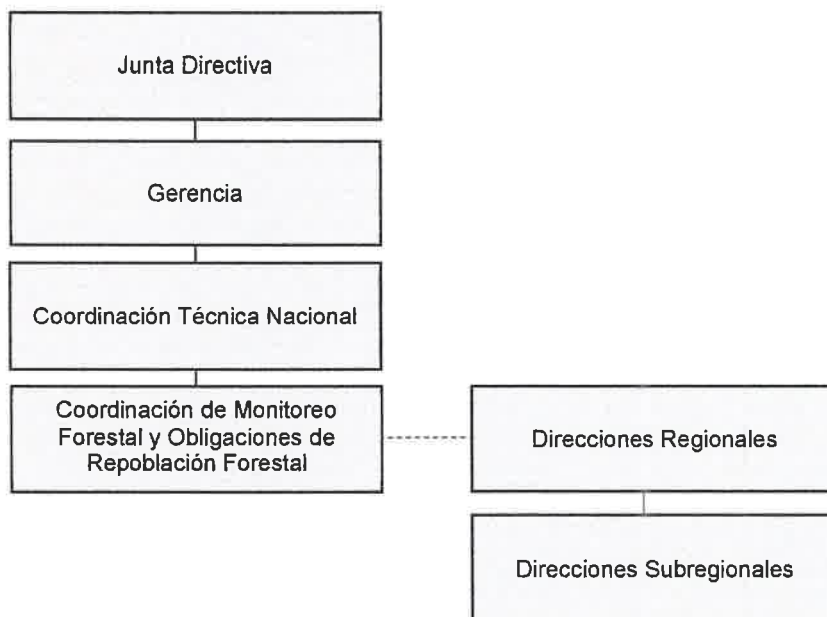 Junta Directiva
Gerencia
Coordinación Técnica Nacional
Coordinación de Monitoreo
Forestal y Obligaciones de
Repoblación Forestal
Direcciones Regionales
Direcciones Subregionales